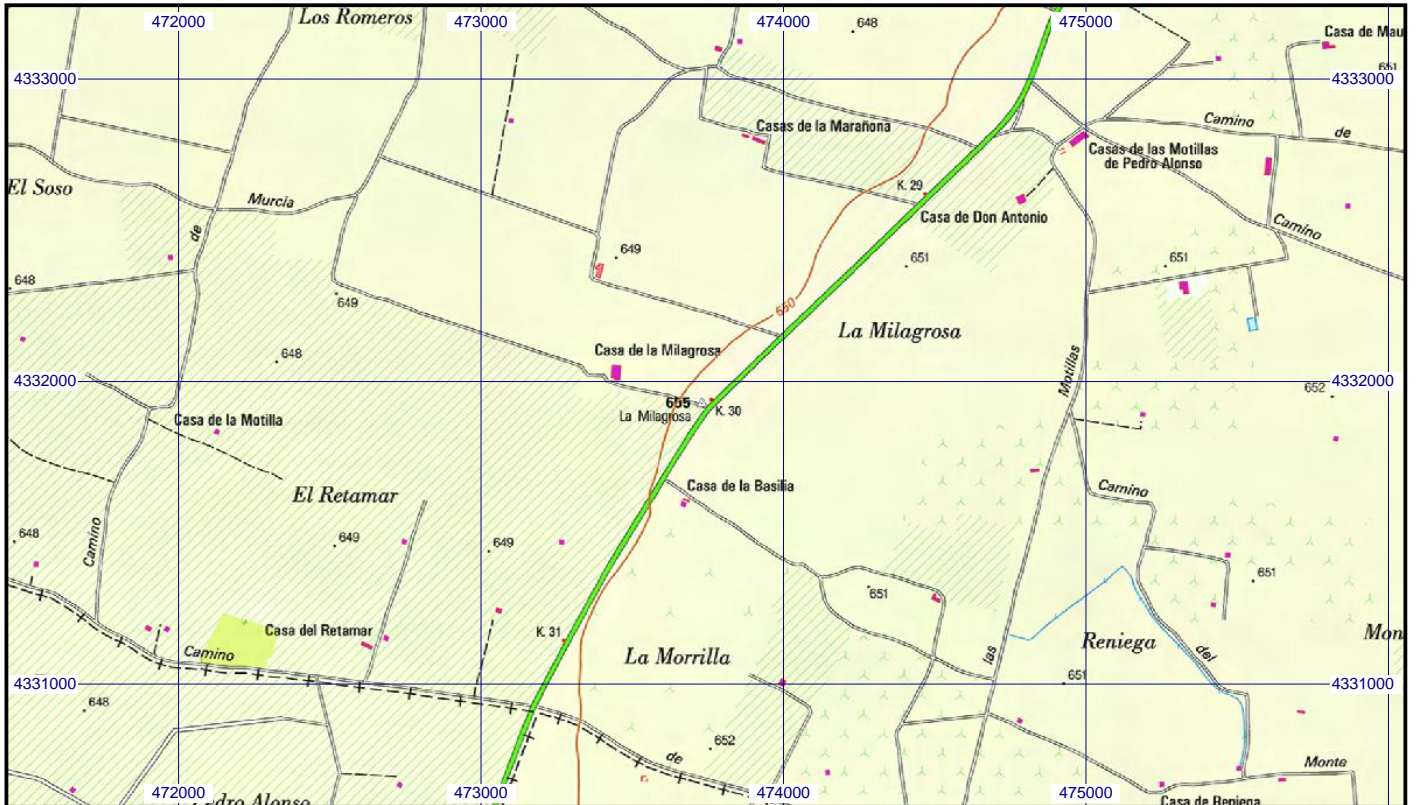 472000
473000
474000
475000
Los Romeros
648
Casa de Mau
651
4333000
4333000
Casas de la Marañona
Camino
de
Casas de las Motillas
de Pedro Alonso
El Soso
K. 29
Murcia
Casa de Don Antonio
Camino
de
649
651
651
648
649
650
La Milagrosa
648
Casa de la Milagrosa
Motillas
4332000
4332000
652
655
La Milagrosa
K. 30
Casa de la Motilla
El Retamar
Casa de la Basilia
Camino
648
649
649
Camino
651
651
Casa del Retamar
K. 31
Reniega
Mon
Camino
La Morrilla
las
del
4331000
4331000
651
648
652
de
Monte
472000
473000
474000
475000
Pedro Alonso
Casa de Reniega